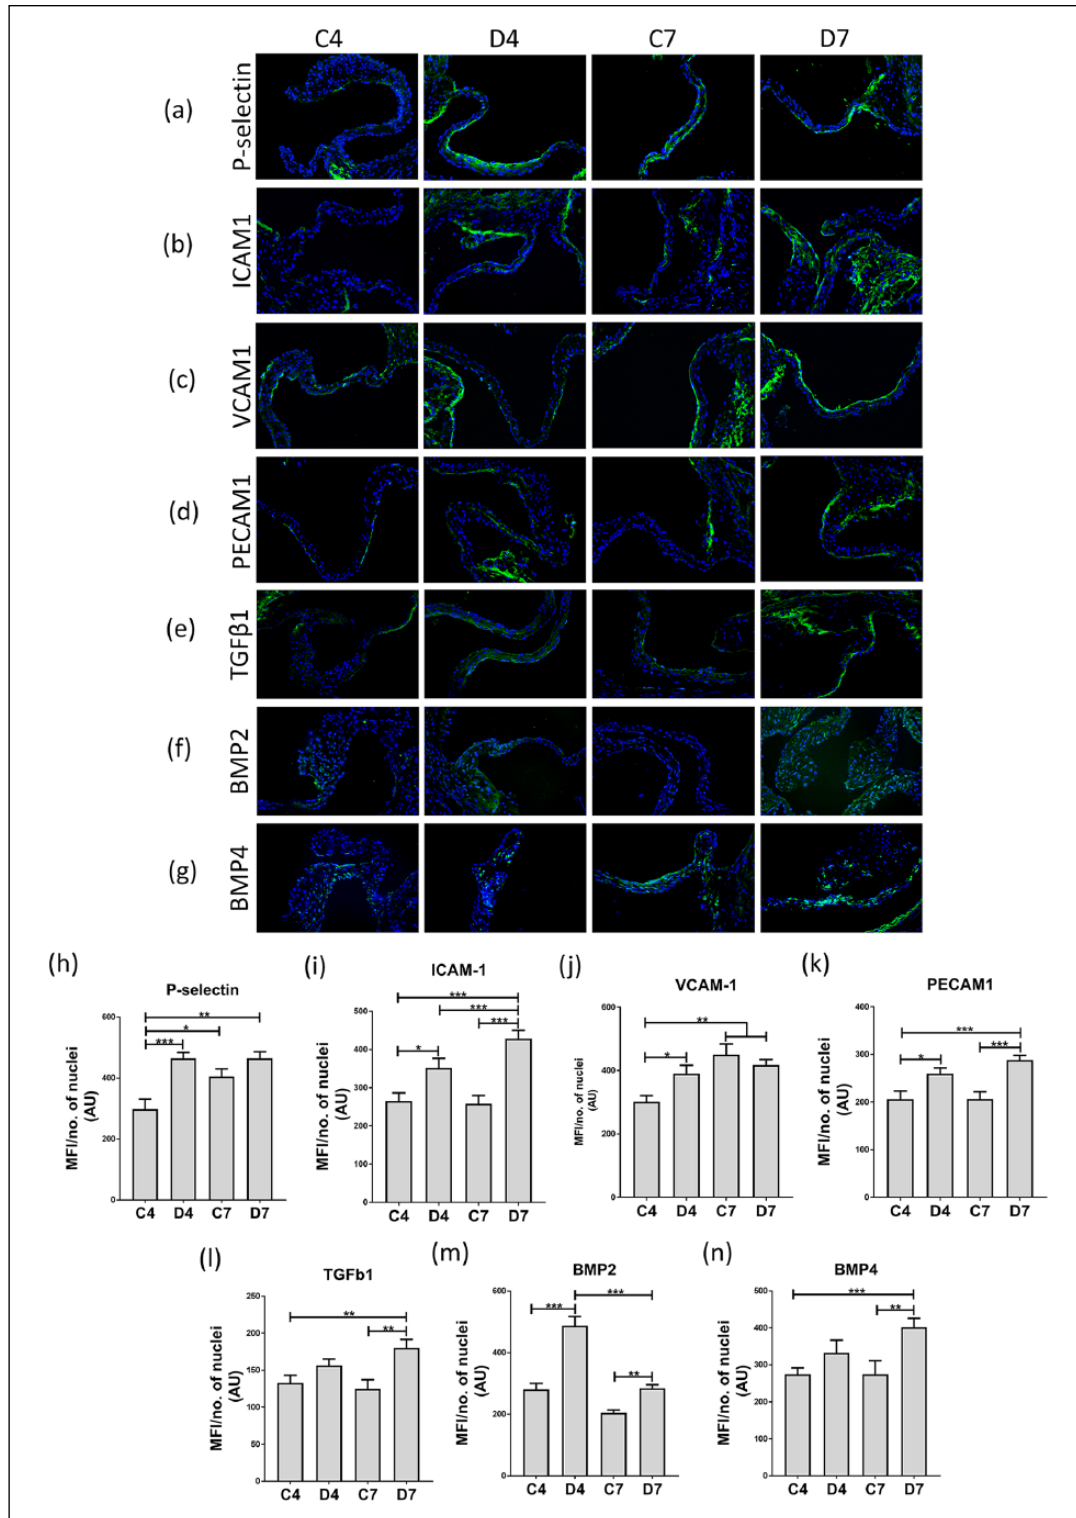 C4 D4 C7 D7
(a) P-selectin
(b) ICAM1
(c) VCAM1
(d) PECAM1
(e) TGFβ1
(f) BMP2
(g) BMP4
(h)
P-selectin
MFI/no. of nuclei
(AU)
600
400
200
0
**
*
***
C4 D4 C7 D7
(i)
ICAM-1
MFI/no. of nuclei
(AU)
500
400
300
200
100
0
***
***
***
*
C4 D4 C7 D7
(j)
VCAM-1
MFI/no. of nuclei
(AU)
600
400
200
0
**
*
C4 D4 C7 D7
(k)
PECAM1
MFI/no. of nuclei
(AU)
400
300
200
100
0
***
***
*
C4 D4 C7 D7
(l)
TGFb1
MFI/no. of nuclei
(AU)
250
200
150
100
50
0
**
**
C4 D4 C7 D7
(m)
BMP2
MFI/no. of nuclei
(AU)
600
400
200
0
***
***
**
C4 D4 C7 D7
(n)
BMP4
MFI/no. of nuclei
(AU)
500
400
300
200
100
0
***
**
C4 D4 C7 D7